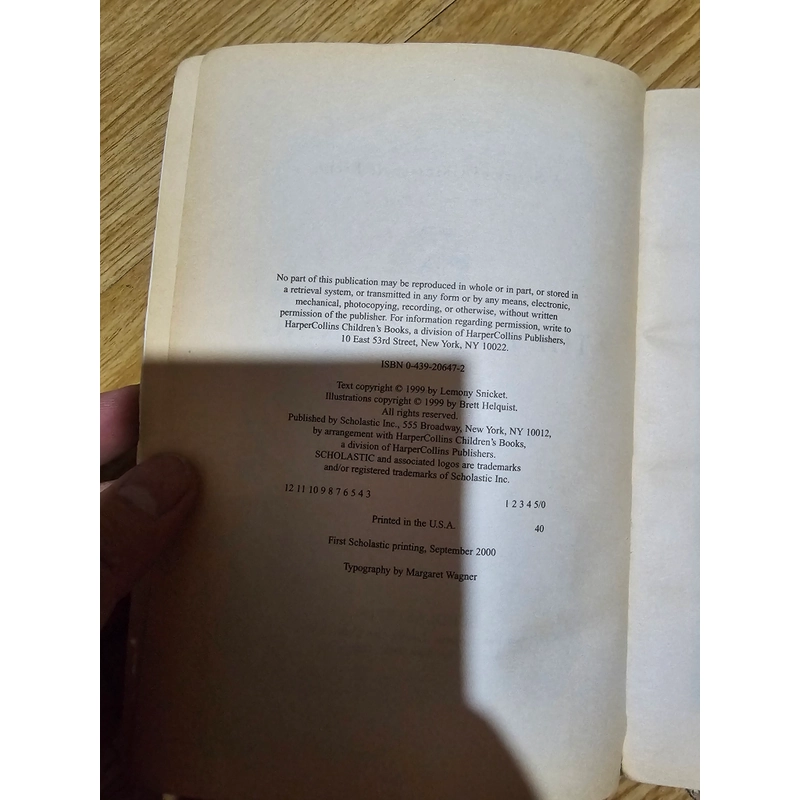 No part of this publication may be reproduced in whole or in part, or stored in
a retrieval system, or transmitted in any form or by any means, electronic,
mechanical, photocopying, recording, or otherwise, without written
permission of the publisher. For information regarding permission, write to
HarperCollins Children's Books, a division of HarperCollins Publishers,
10 East 53rd Street, New York, NY 10022.
ISBN 0-439-20647-2
Text copyright © 1999 by Lemony Snicket.
Illustrations copyright © 1999 by Brett Helquist.
All rights reserved.
Published by Scholastic Inc., 555 Broadway, New York, NY 10012,
by arrangement with HarperCollins Children's Books,
a division of HarperCollins Publishers.
SCHOLASTIC and associated logos are trademarks
and/or registered trademarks of Scholastic Inc.
12 11 10 9 8 7 6 5 4 3 1 2 3 4 5/0
Printed in the U.S.A. 40
First Scholastic printing, September 2000
Typography by Margaret Wagner